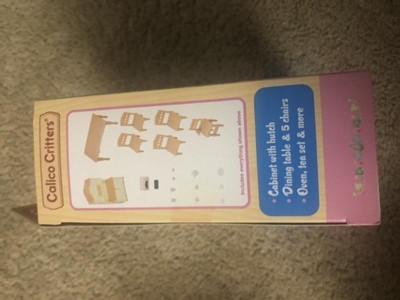 Calico Critters®
Includes everything shown above
• Cabinet with hutch
• Dining table & 5 chairs
• Oven, tea set & more